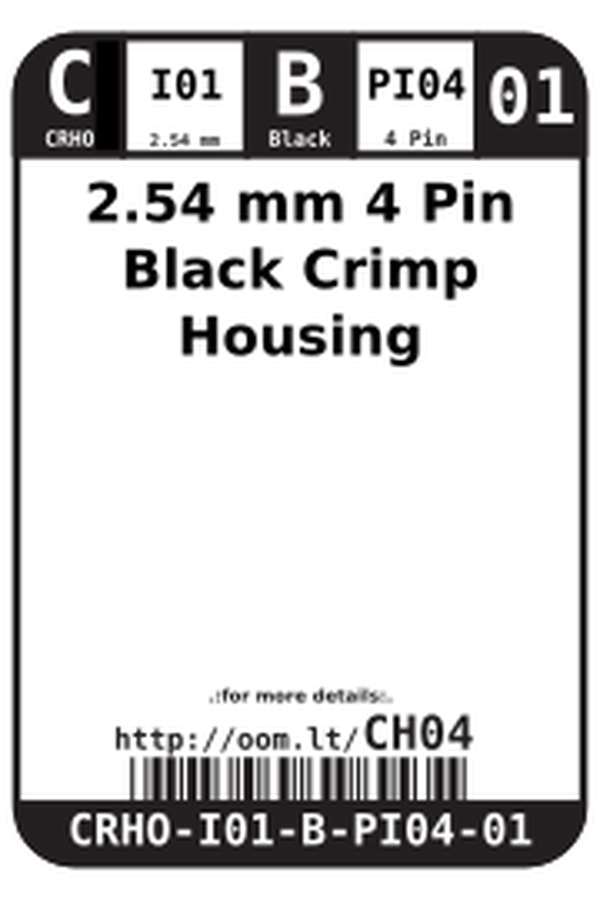 C I01 B PI04 01
CRHO 2.54 mm Black 4 Pin
2.54 mm 4 Pin
Black Crimp
Housing
.:for more details:.
http://oom.lt/CH04
CRHO-I01-B-PI04-01